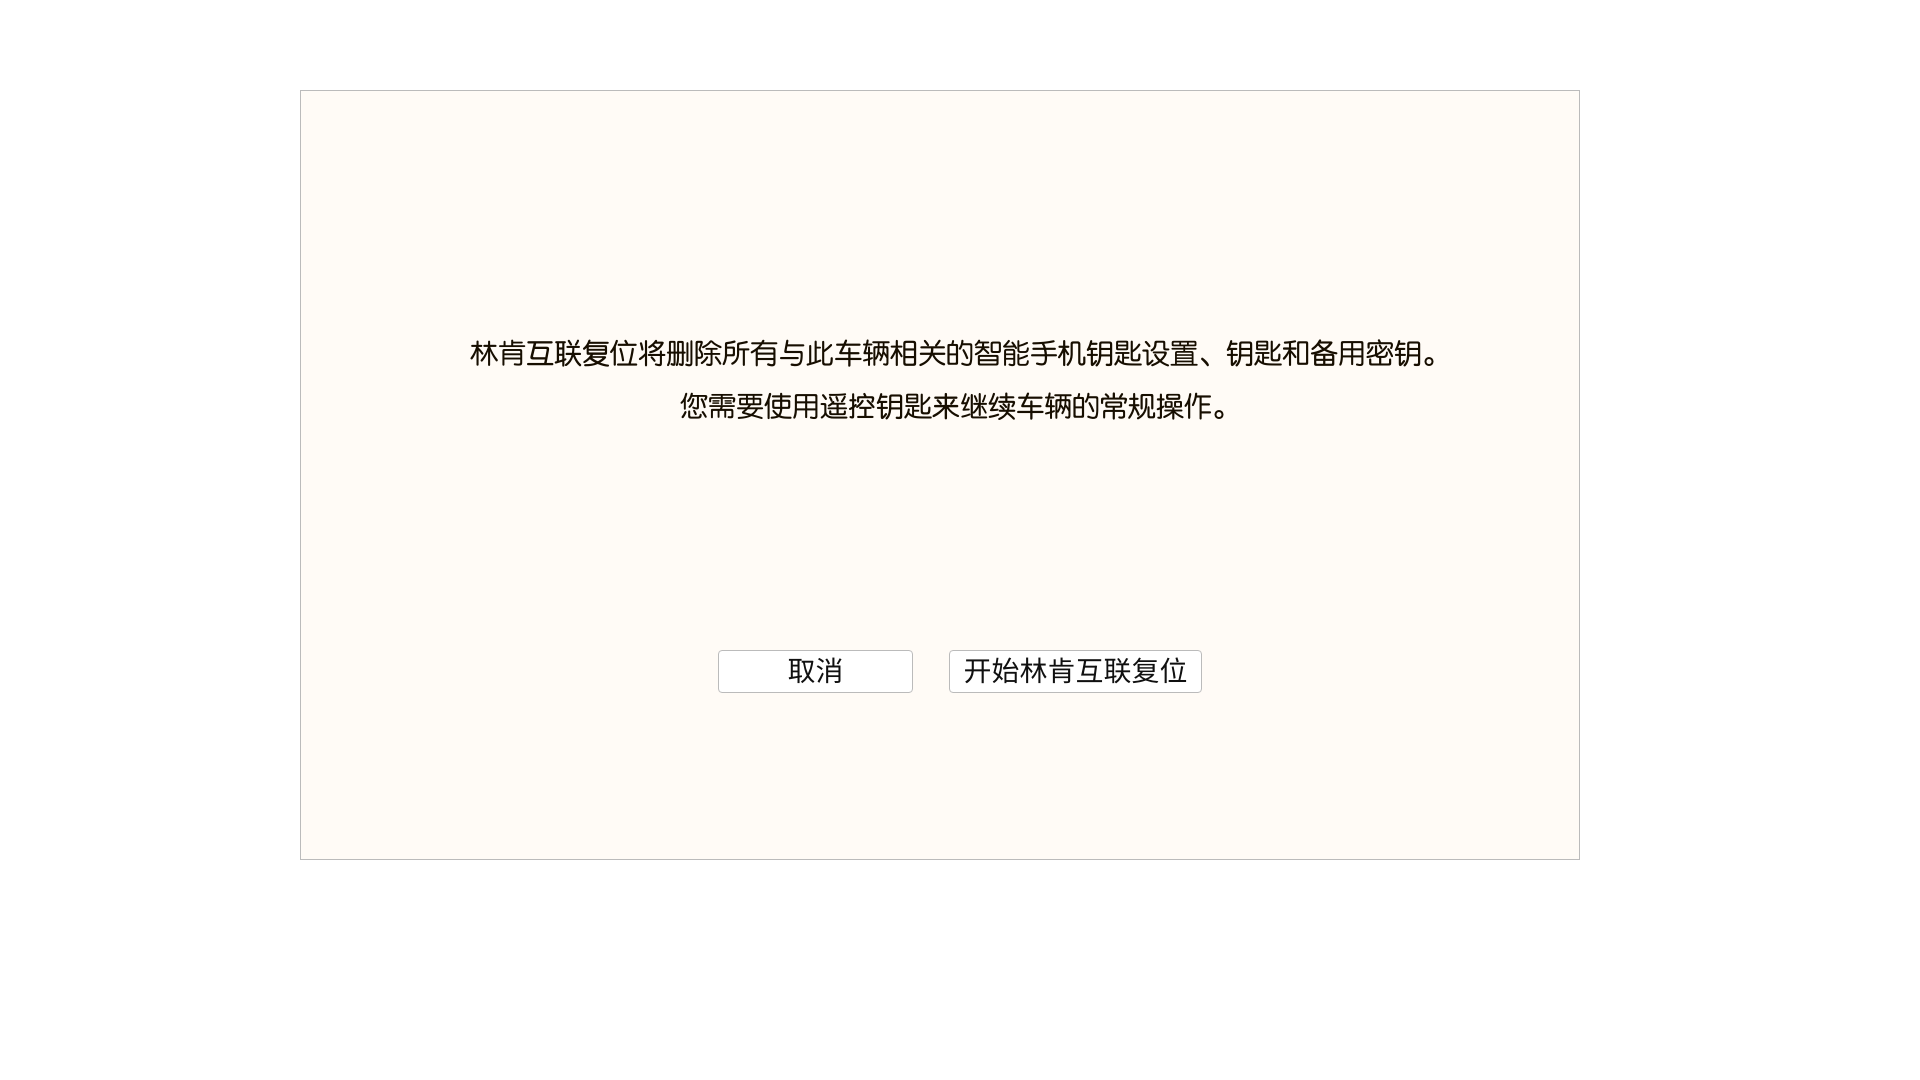 林肯互联复位将删除所有与此车辆相关的智能手机钥匙设置、钥匙和备用密钥。
您需要使用遥控钥匙来继续车辆的常规操作。
取消
开始林肯互联复位